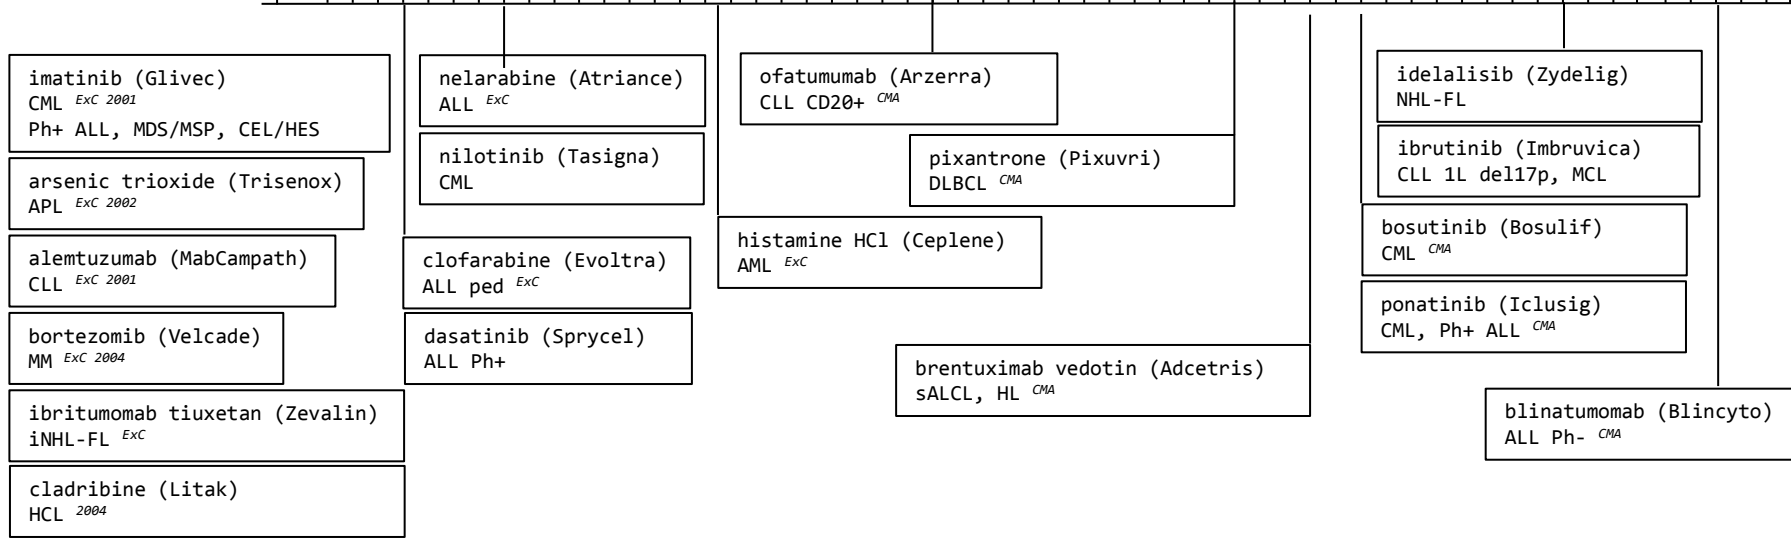 imatinib (Glivec)
CML ExC 2001
Ph+ ALL, MDS/MSP, CEL/HES
arsenic trioxide (Trisenox)
APL ExC 2002
alemtuzumab (MabCampath)
CLL ExC 2001
bortezomib (Velcade)
MM ExC 2004
ibritumomab tiuxetan (Zevalin)
iNHL-FL ExC
cladribine (Litak)
HCL 2004
nelarabine (Atriance)
ALL ExC
nilotinib (Tasigna)
CML
clofarabine (Evoltra)
ALL ped ExC
dasatinib (Sprycel)
ALL Ph+
ofatumumab (Arzerra)
CLL CD20+ CMA
pixantrone (Pixuvri)
DLBCL CMA
histamine HCl (Ceplene)
AML ExC
brentuximab vedotin (Adcetris)
sALCL, HL CMA
idelalisib (Zydelig)
NHL-FL
ibrutinib (Imbruvica)
CLL 1L del17p, MCL
bosutinib (Bosulif)
CML CMA
ponatinib (Iclusig)
CML, Ph+ ALL CMA
blinatumomab (Blincyto)
ALL Ph- CMA